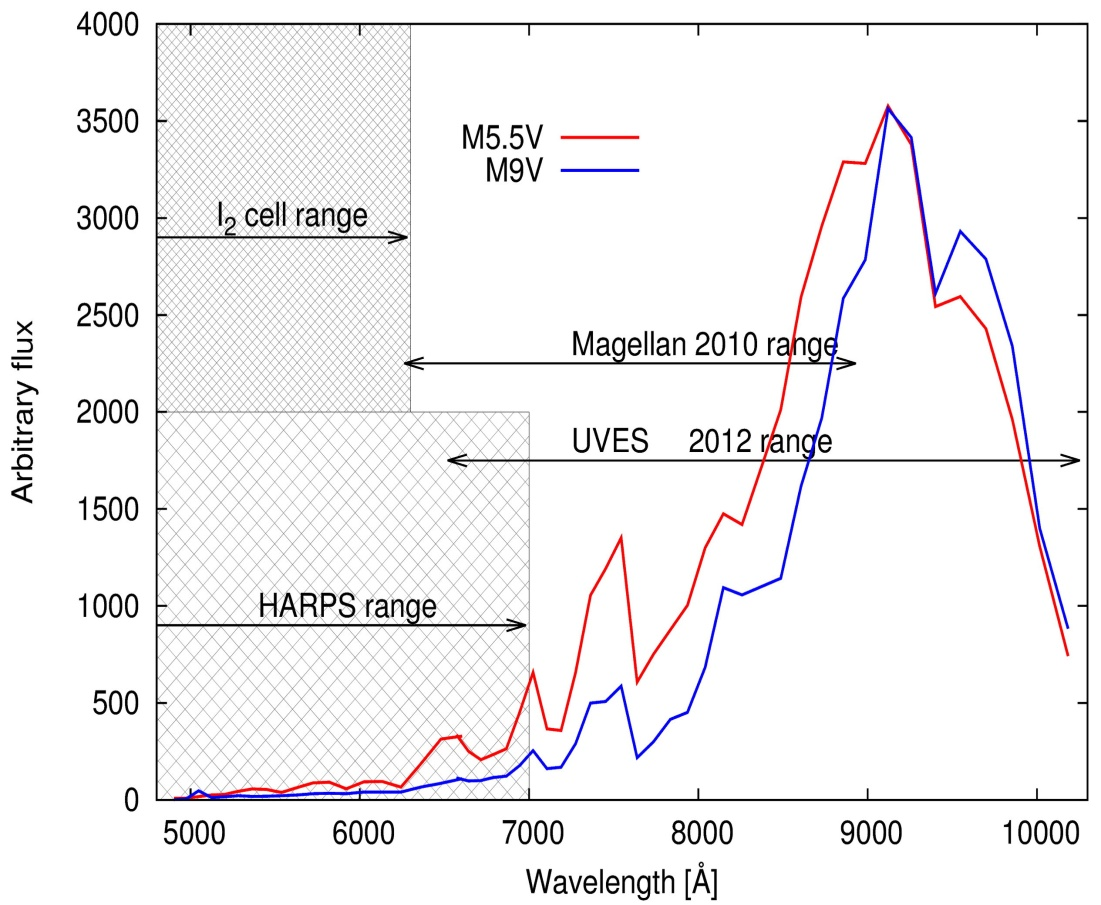 4000
3500
3000
2500
2000
1500
1000
500
0
Arbitrary flux
M5.5V
M9V
I2 cell range
Magellan 2010 range
UVES 2012 range
HARPS range
5000 6000 7000 8000 9000 10000
Wavelength [Å]